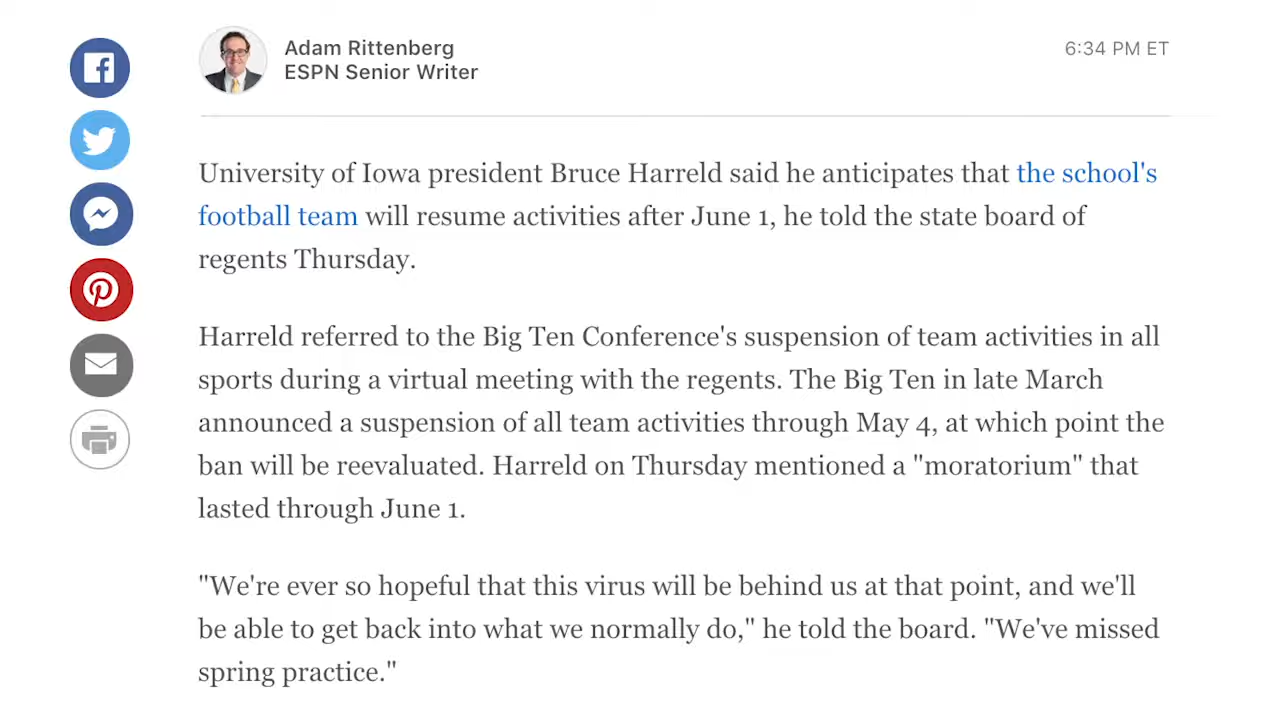 Adam Rittenberg
ESPN Senior Writer
6:34 PM ET
University of Iowa president Bruce Harreld said he anticipates that the school's
football team will resume activities after June 1, he told the state board of
regents Thursday.
Harreld referred to the Big Ten Conference's suspension of team activities in all
sports during a virtual meeting with the regents. The Big Ten in late March
announced a suspension of all team activities through May 4, at which point the
ban will be reevaluated. Harreld on Thursday mentioned a "moratorium" that
lasted through June 1.
"We're ever so hopeful that this virus will be behind us at that point, and we'll
be able to get back into what we normally do," he told the board. "We've missed
spring practice."